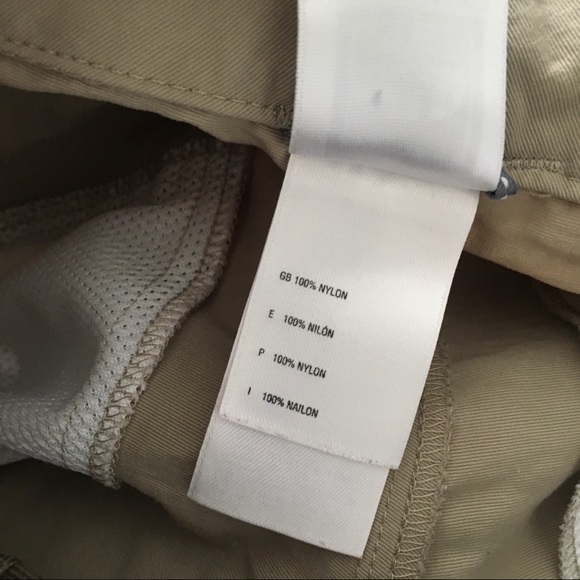 GB 100% NYLON
E 100% NILÓN
P 100% NYLON
I 100% NAILON